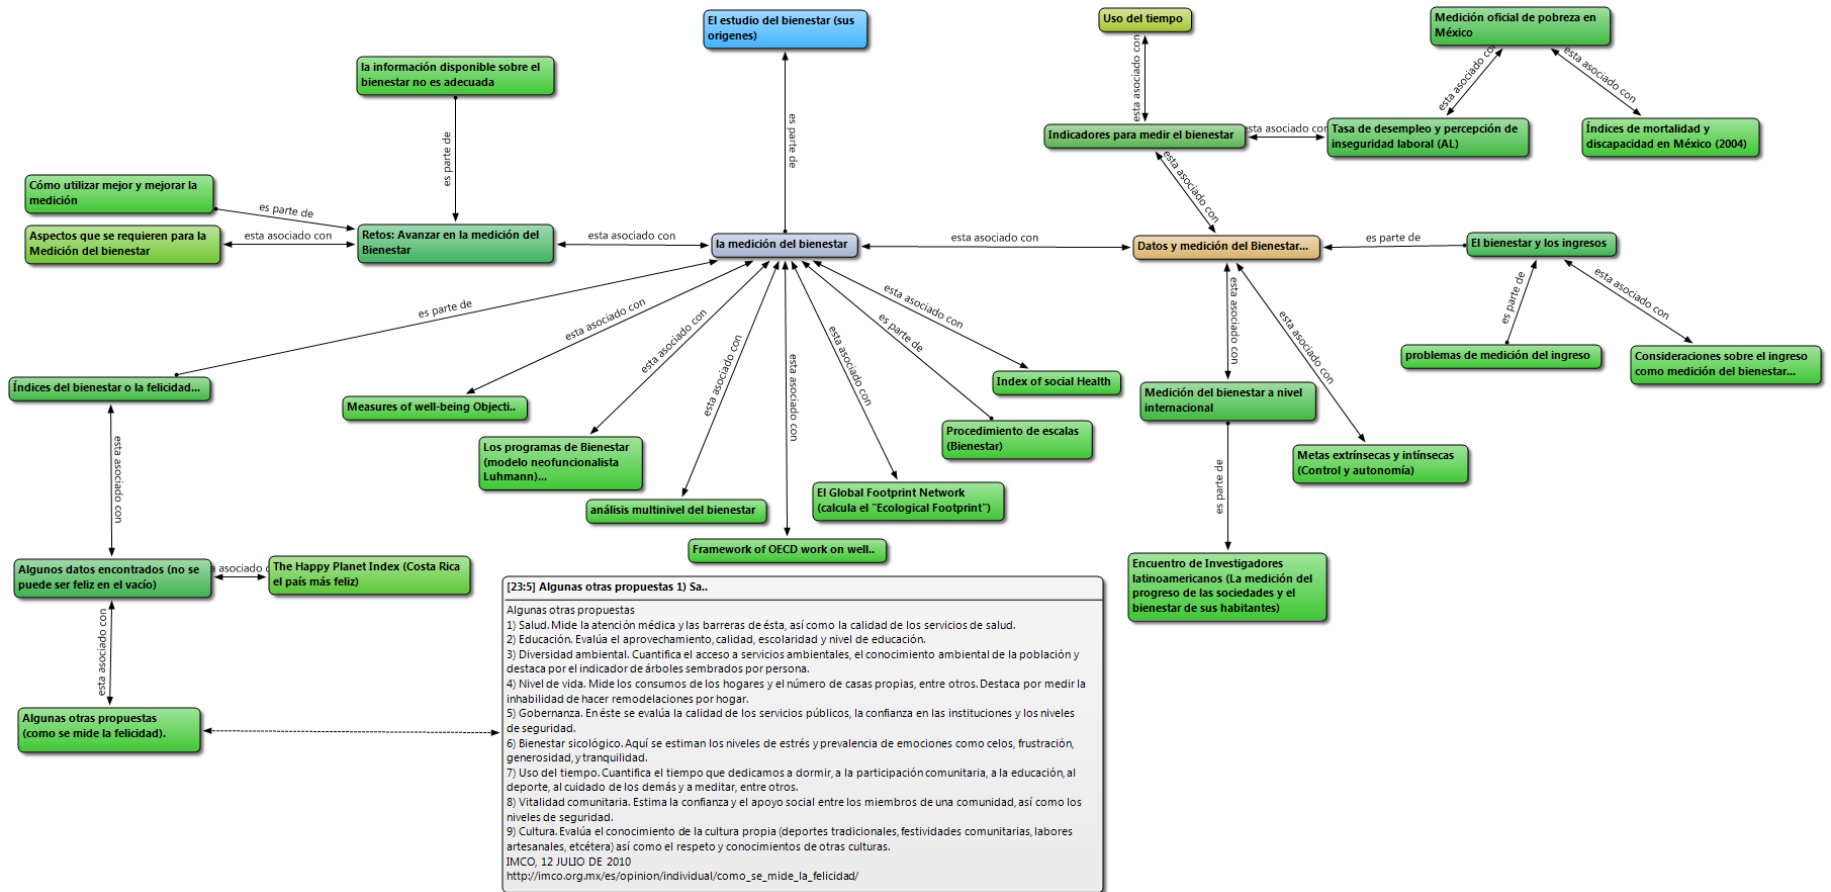 El estudio del bienestar (sus
origenes)
Uso del tiempo
Medición oficial de pobreza en
México
la información disponible sobre el
bienestar no es adecuada
esta asociado con
esta asociado con
esta asociado con
es parte de
es parte de
Indicadores para medir el bienestar
esta asociado con
Tasa de desempleo y percepción de
inseguridad laboral (AL)
Índices de mortalidad y
discapacidad en México (2004)
esta asociado con
Cómo utilizar mejor y mejorar la
medición
es parte de
Aspectos que se requieren para la
Medición del bienestar
esta asociado con
Retos: Avanzar en la medición del
Bienestar
esta asociado con
la medición del bienestar
esta asociado con
Datos y medición del Bienestar...
es parte de
El bienestar y los ingresos
es parte de
esta asociado con
esta asociado con
esta asociado con
esta asociado con
esta asociado con
esta asociado con
es parte de
esta asociado con
esta asociado con
esta asociado con
es parte de
esta asociado con
problemas de medición del ingreso
Consideraciones sobre el ingreso
como medición del bienestar...
Índices del bienestar o la felicidad...
Measures of well-being Objecti..
Index of social Health
Medición del bienestar a nivel
internacional
Los programas de Bienestar
(modelo neofuncionalista
Luhmann)...
Procedimiento de escalas
(Bienestar)
Metas extrínsecas y intínsecas
(Control y autonomía)
esta asociado con
análisis multinivel del bienestar
El Global Footprint Network
(calcula el "Ecological Footprint")
es parte de
Framework of OECD work on well..
Algunos datos encontrados (no se
puede ser feliz en el vacío)
a asociado c
The Happy Planet Index (Costa Rica
el país más feliz)
Encuentro de Investigadores
latinoamericanos (La medición del
progreso de las sociedades y el
bienestar de sus habitantes)
esta asociado con
Algunas otras propuestas
(como se mide la felicidad).
[23:5] Algunas otras propuestas 1) Sa..
Algunas otras propuestas
1) Salud. Mide la atención médica y las barreras de ésta, así como la calidad de los servicios de salud.
2) Educación. Evalúa el aprovechamiento, calidad, escolaridad y nivel de educación.
3) Diversidad ambiental. Cuantifica el acceso a servicios ambientales, el conocimiento ambiental de la población y
destaca por el indicador de árboles sembrados por persona.
4) Nivel de vida. Mide los consumos de los hogares y el número de casas propias, entre otros. Destaca por medir la
inhabilidad de hacer remodelaciones por hogar.
5) Gobernanza. En éste se evalúa la calidad de los servicios públicos, la confianza en las instituciones y los niveles
de seguridad.
6) Bienestar sicológico. Aquí se estiman los niveles de estrés y prevalencia de emociones como celos, frustración,
generosidad, y tranquilidad.
7) Uso del tiempo. Cuantifica el tiempo que dedicamos a dormir, a la participación comunitaria, a la educación, al
deporte, al cuidado de los demás y a meditar, entre otros.
8) Vitalidad comunitaria. Estima la confianza y el apoyo social entre los miembros de una comunidad, así como los
niveles de seguridad.
9) Cultura. Evalúa el conocimiento de la cultura propia (deportes tradicionales, festividades comunitarias, labores
artesanales, etcétera) así como el respeto y conocimientos de otras culturas.
IMCO, 12 JULIO DE 2010
http://imco.org.mx/es/opinion/individual/como_se_mide_la_felicidad/